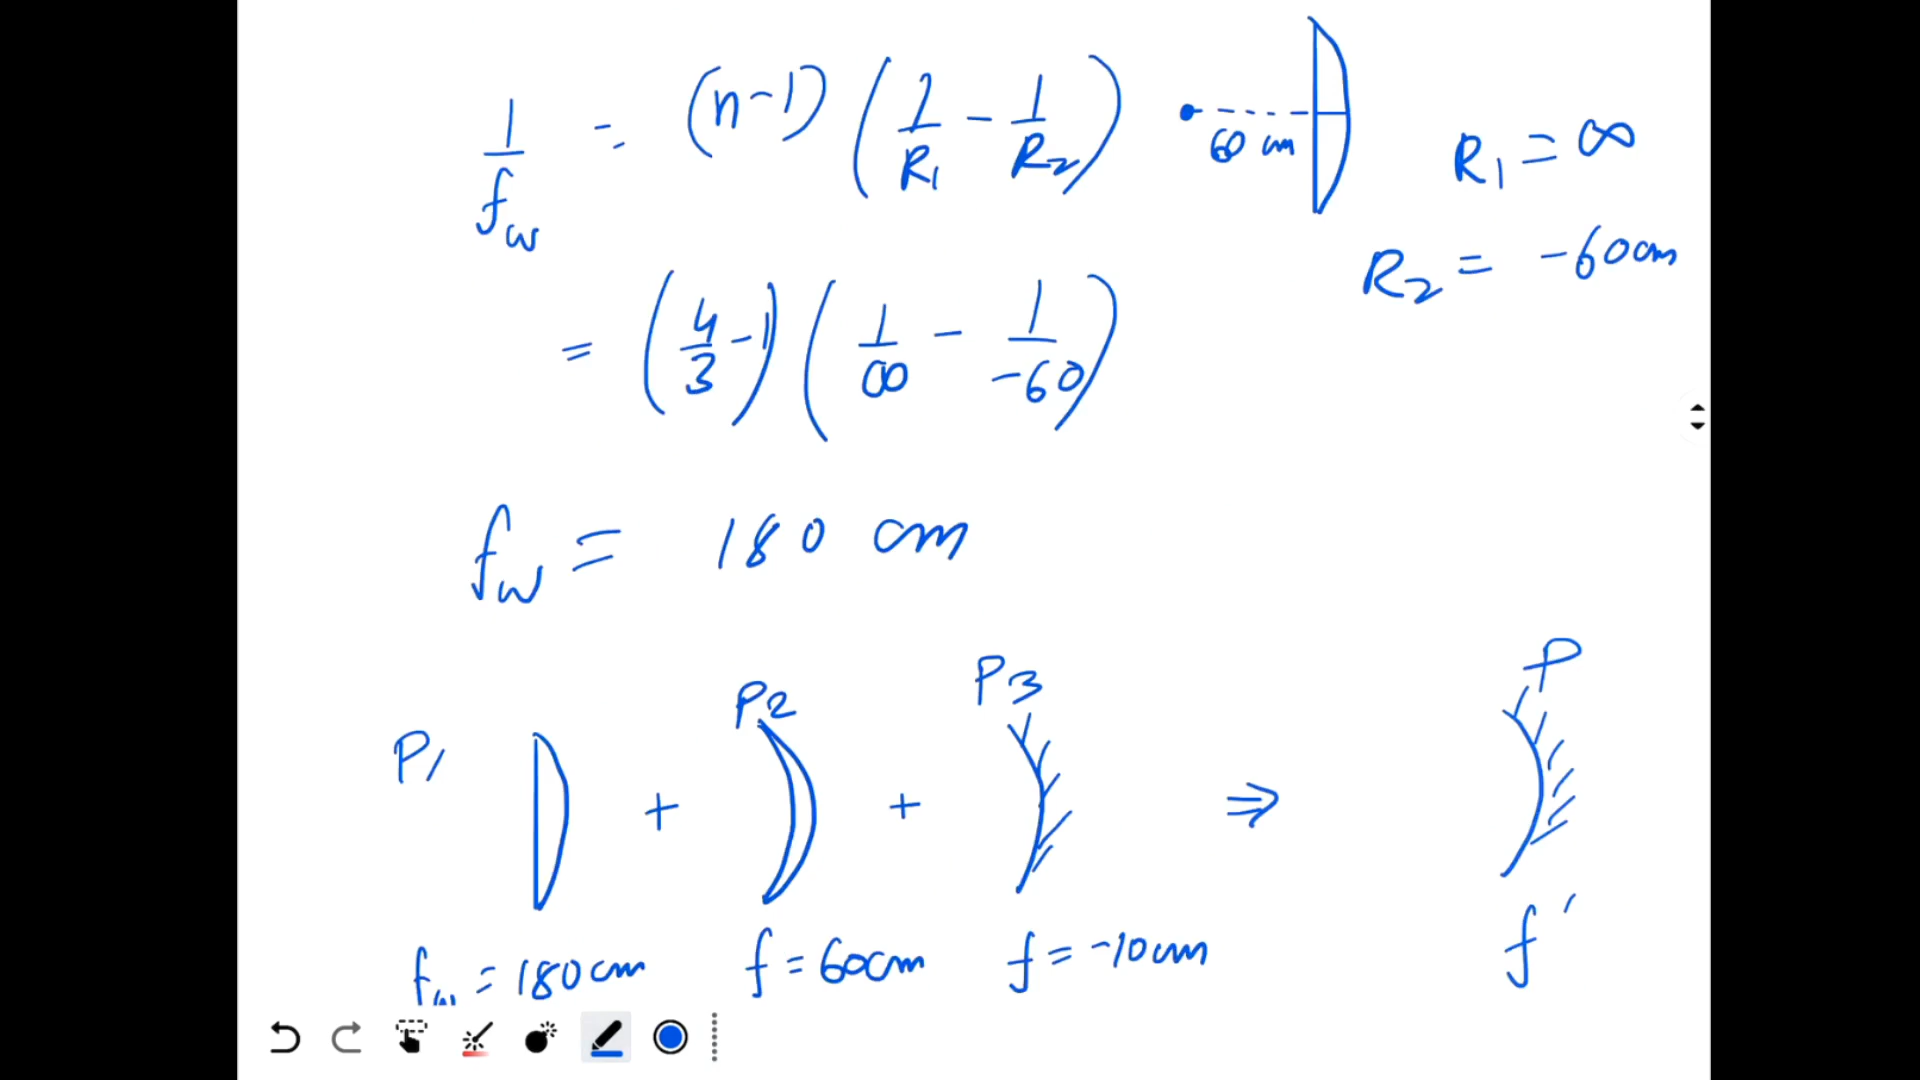 1/f_w = (n-1) (1/R1 - 1/R2) 60 cm R1 = ∞
R2 = -60cm
= (4/3 - 1) (1/∞ - 1/-60)
f_w = 180 cm
P1 P2 P3 P
+ + ⇒
f_w = 180cm f = 60cm f = -10cm f'